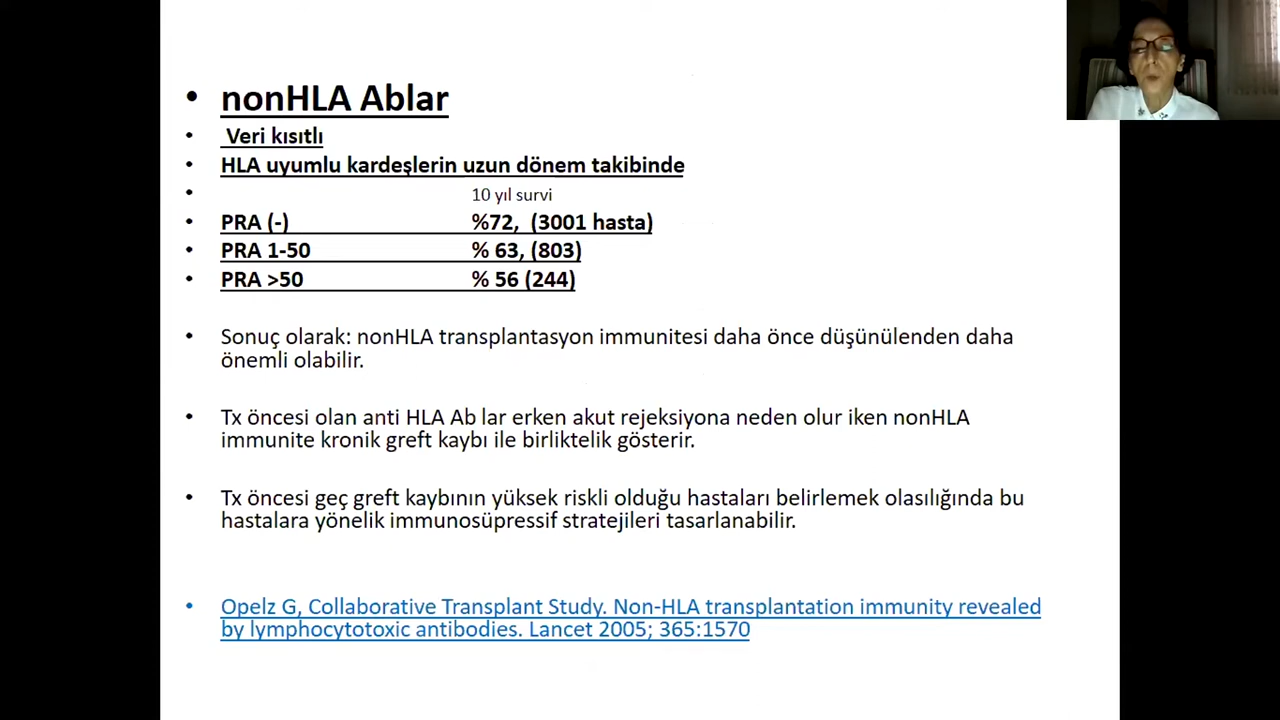 • nonHLA Ablar
• Veri kısıtlı
• HLA uyumlu kardeşlerin uzun dönem takibinde
• 10 yıl survi
• PRA (-) %72, (3001 hasta)
• PRA 1-50 % 63, (803)
• PRA >50 % 56 (244)
• Sonuç olarak: nonHLA transplantasyon immunitesi daha önce düşünülenden daha
önemli olabilir.
• Tx öncesi olan anti HLA Ab lar erken akut rejeksiyona neden olur iken nonHLA
immunite kronik greft kaybı ile birliktelik gösterir.
• Tx öncesi geç greft kaybının yüksek riskli olduğu hastaları belirlemek olasılığında bu
hastalara yönelik immunosüpressif stratejileri tasarlanabilir.
• Opelz G, Collaborative Transplant Study. Non-HLA transplantation immunity revealed
by lymphocytotoxic antibodies. Lancet 2005; 365:1570